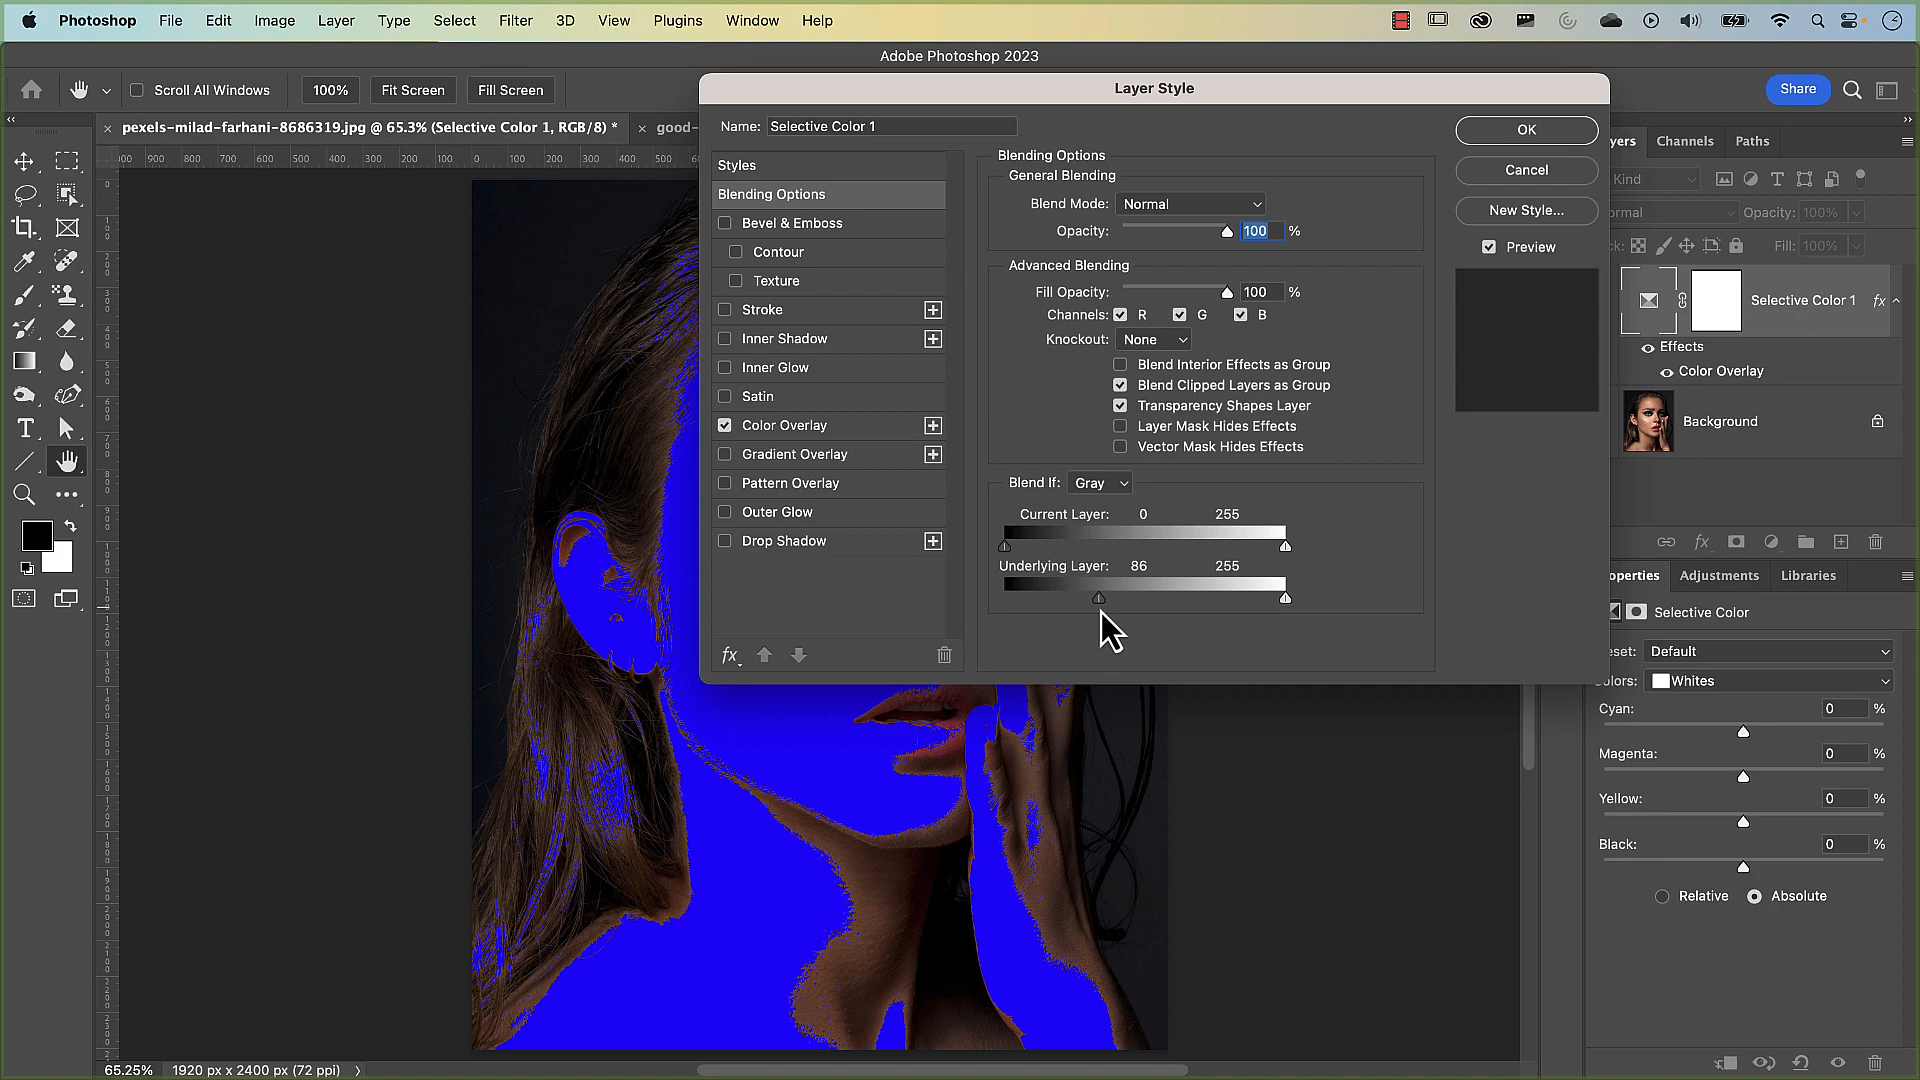 Photoshop File Edit Image Layer Type Select Filter 3D View Plugins Window Help
Adobe Photoshop 2023
Scroll All Windows 100% Fit Screen Fill Screen Share
pexels-milad-farhani-8686319.jpg @ 65.3% (Selective Color 1, RGB/8) * × good-
Layer Style
Name: Selective Color 1
Styles
Blending Options
Bevel & Emboss
Contour
Texture
Stroke
Inner Shadow
Inner Glow
Satin
Color Overlay
Gradient Overlay
Pattern Overlay
Outer Glow
Drop Shadow
fx
Blending Options
General Blending
Blend Mode: Normal
Opacity: 100 %
Advanced Blending
Fill Opacity: 100 %
Channels: R G B
Knockout: None
Blend Interior Effects as Group
Blend Clipped Layers as Group
Transparency Shapes Layer
Layer Mask Hides Effects
Vector Mask Hides Effects
Blend If: Gray
Current Layer: 0 255
Underlying Layer: 86 255
OK
Cancel
New Style...
Preview
yers Channels Paths
Kind
rmal Opacity: 100%
k: Fill: 100%
Selective Color 1 fx
Effects
Color Overlay
Background
fx
operties Adjustments Libraries
Selective Color
eset: Default
olors: Whites
Cyan: 0 %
Magenta: 0 %
Yellow: 0 %
Black: 0 %
Relative Absolute
65.25% 1920 px x 2400 px (72 ppi)